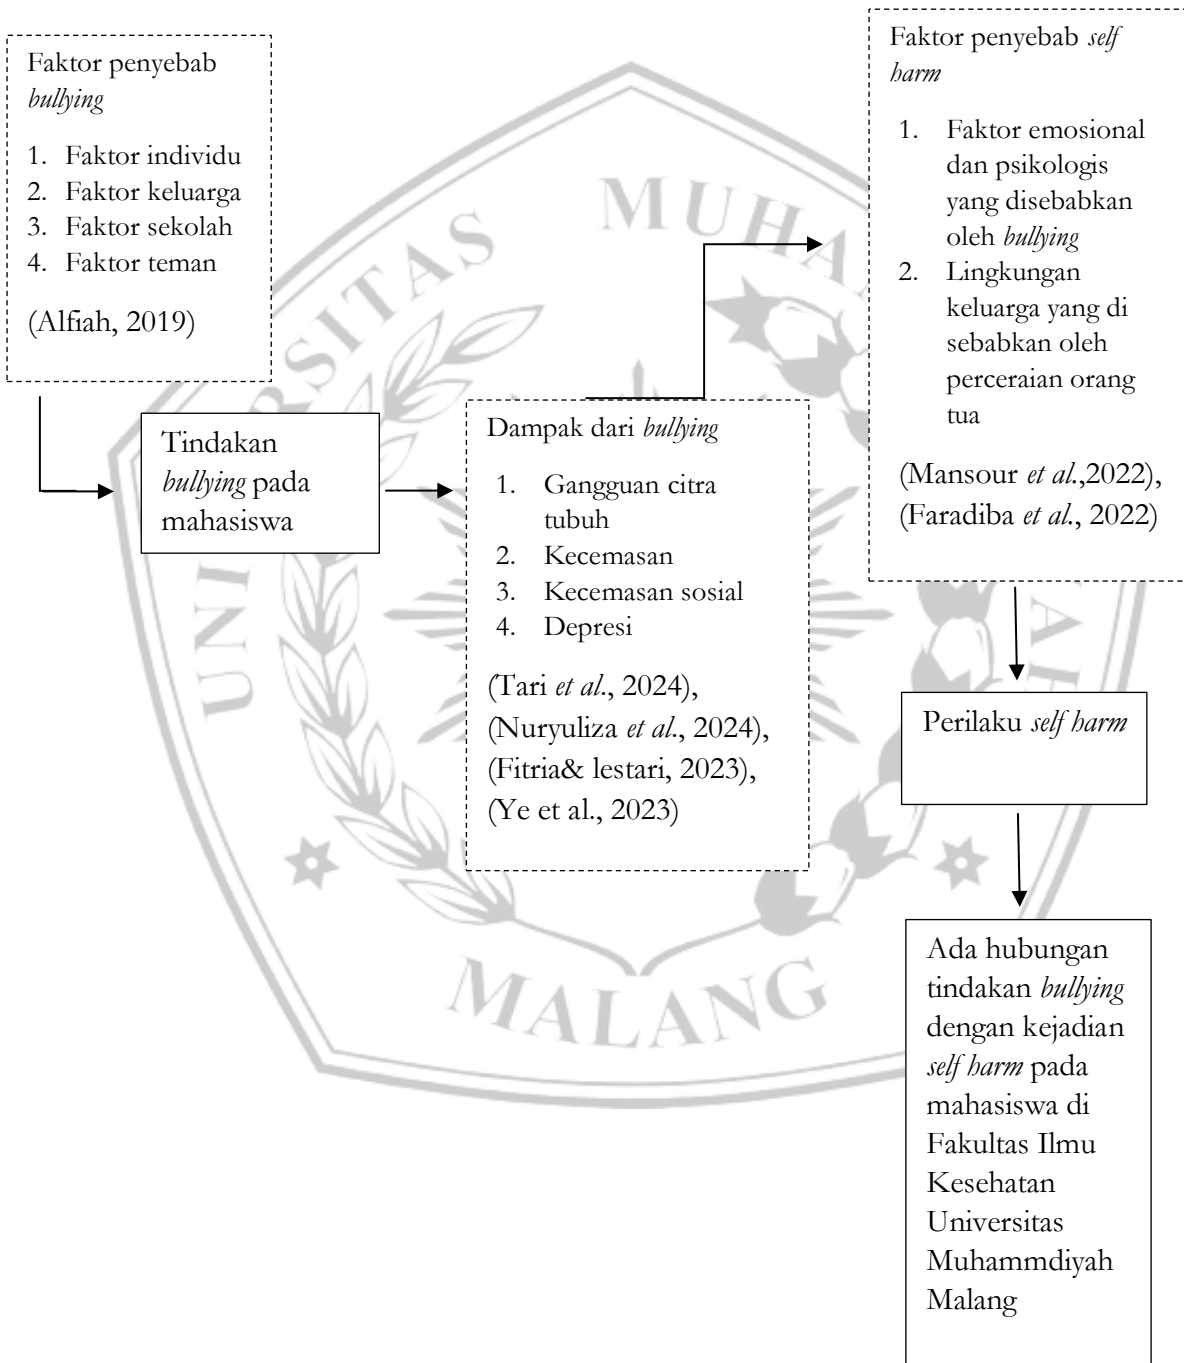 Faktor penyebab
bullying
1. Faktor individu
2. Faktor keluarga
3. Faktor sekolah
4. Faktor teman
(Alfiah, 2019)
Tindakan
bullying pada
mahasiswa
Dampak dari bullying
1. Gangguan citra
tubuh
2. Kecemasan
3. Kecemasan sosial
4. Depresi
(Tari et al., 2024),
(Nuryuliza et al., 2024),
(Fitria& lestari, 2023),
(Ye et al., 2023)
Faktor penyebab self
harm
1. Faktor emosional
dan psikologis
yang disebabkan
oleh bullying
2. Lingkungan
keluarga yang di
sebabkan oleh
perceraian orang
tua
(Mansour et al.,2022),
(Faradiba et al., 2022)
Perilaku self harm
Ada hubungan
tindakan bullying
dengan kejadian
self harm pada
mahasiswa di
Fakultas Ilmu
Kesehatan
Universitas
Muhammdiyah
Malang
MALANG